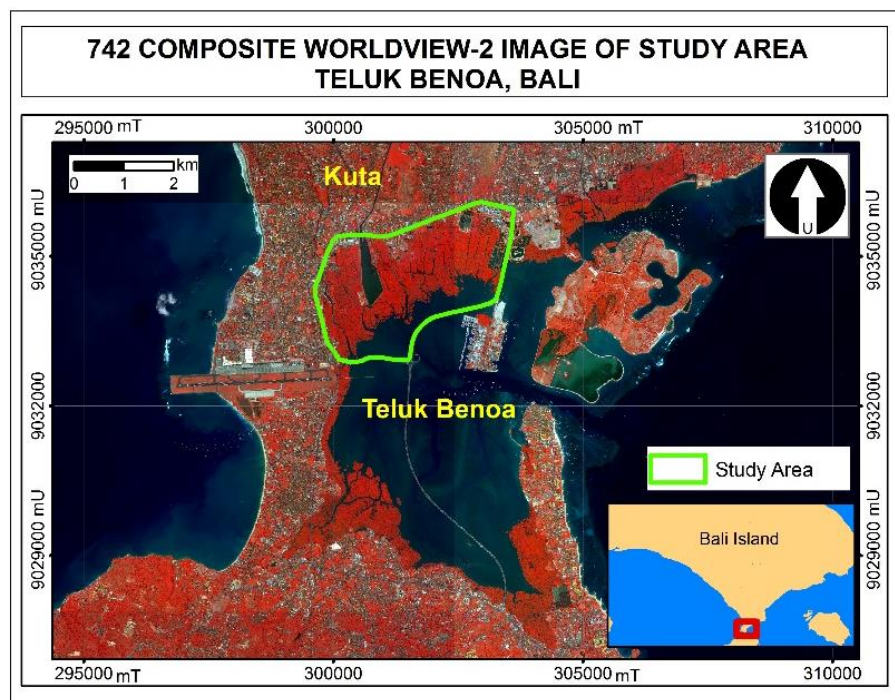 742 COMPOSITE WORLDVIEW-2 IMAGE OF STUDY AREA
TELUK BENOA, BALI
295000 mT
300000
305000 mT
310000
km
0 1 2
Kuta
U
9035000 mU
9035000 mU
Teluk Benoa
9032000
9032000
Study Area
Bali Island
9029000 mU
9029000 mU
295000 mT
300000 mT
305000 mT
310000